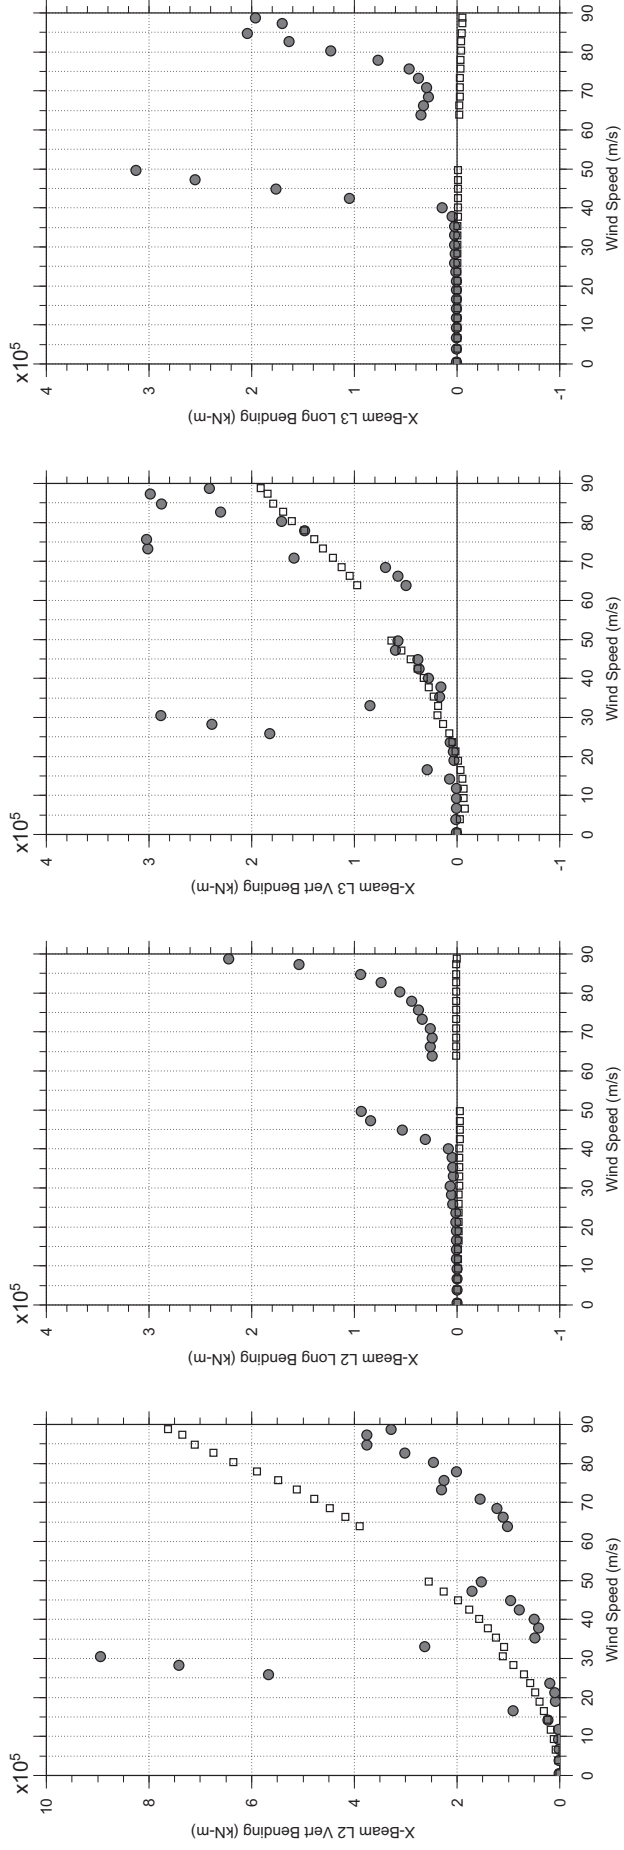 x10⁵
10
8
6
4
2
0
X-Beam L2 Vert Bending (kN-m)
0 10 20 30 40 50 60 70 80 90
Wind Speed (m/s)
x10⁵
4
3
2
1
0
-1
X-Beam L2 Long Bending (kN-m)
0 10 20 30 40 50 60 70 80 90
Wind Speed (m/s)
x10⁵
4
3
2
1
0
-1
X-Beam L3 Vert Bending (kN-m)
0 10 20 30 40 50 60 70 80 90
Wind Speed (m/s)
x10⁵
4
3
2
1
0
-1
X-Beam L3 Long Bending (kN-m)
0 10 20 30 40 50 60 70 80 90
Wind Speed (m/s)